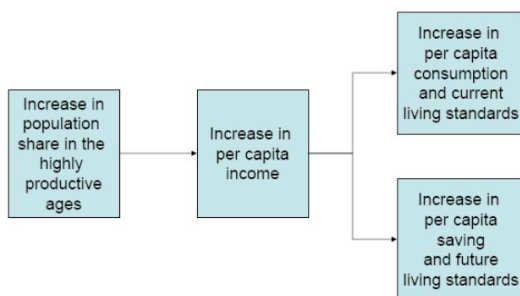 Increase in
population
share in the
highly
productive
ages
Increase in
per capita
income
Increase in
per capita
consumption
and current
living standards
Increase in
per capita
saving
and future
living standards